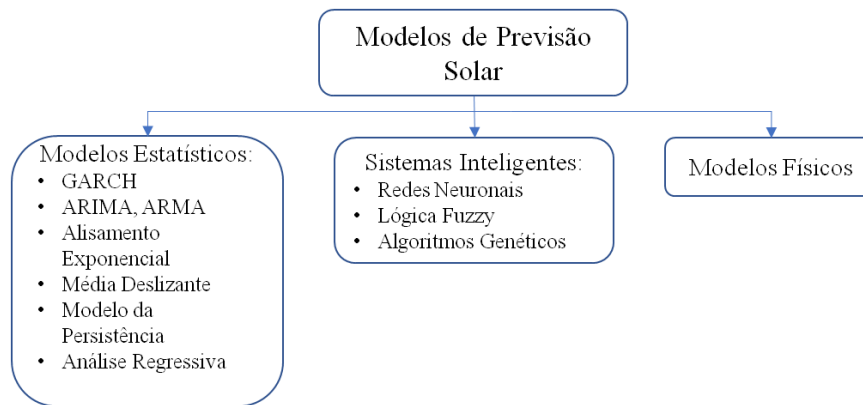 Modelos de Previsão
Solar
Modelos Estatísticos:
• GARCH
• ARIMA, ARMA
• Alisamento
Exponencial
• Média Deslizante
• Modelo da
Persistência
• Análise Regressiva
Sistemas Inteligentes:
• Redes Neuronais
• Lógica Fuzzy
• Algoritmos Genéticos
Modelos Físicos